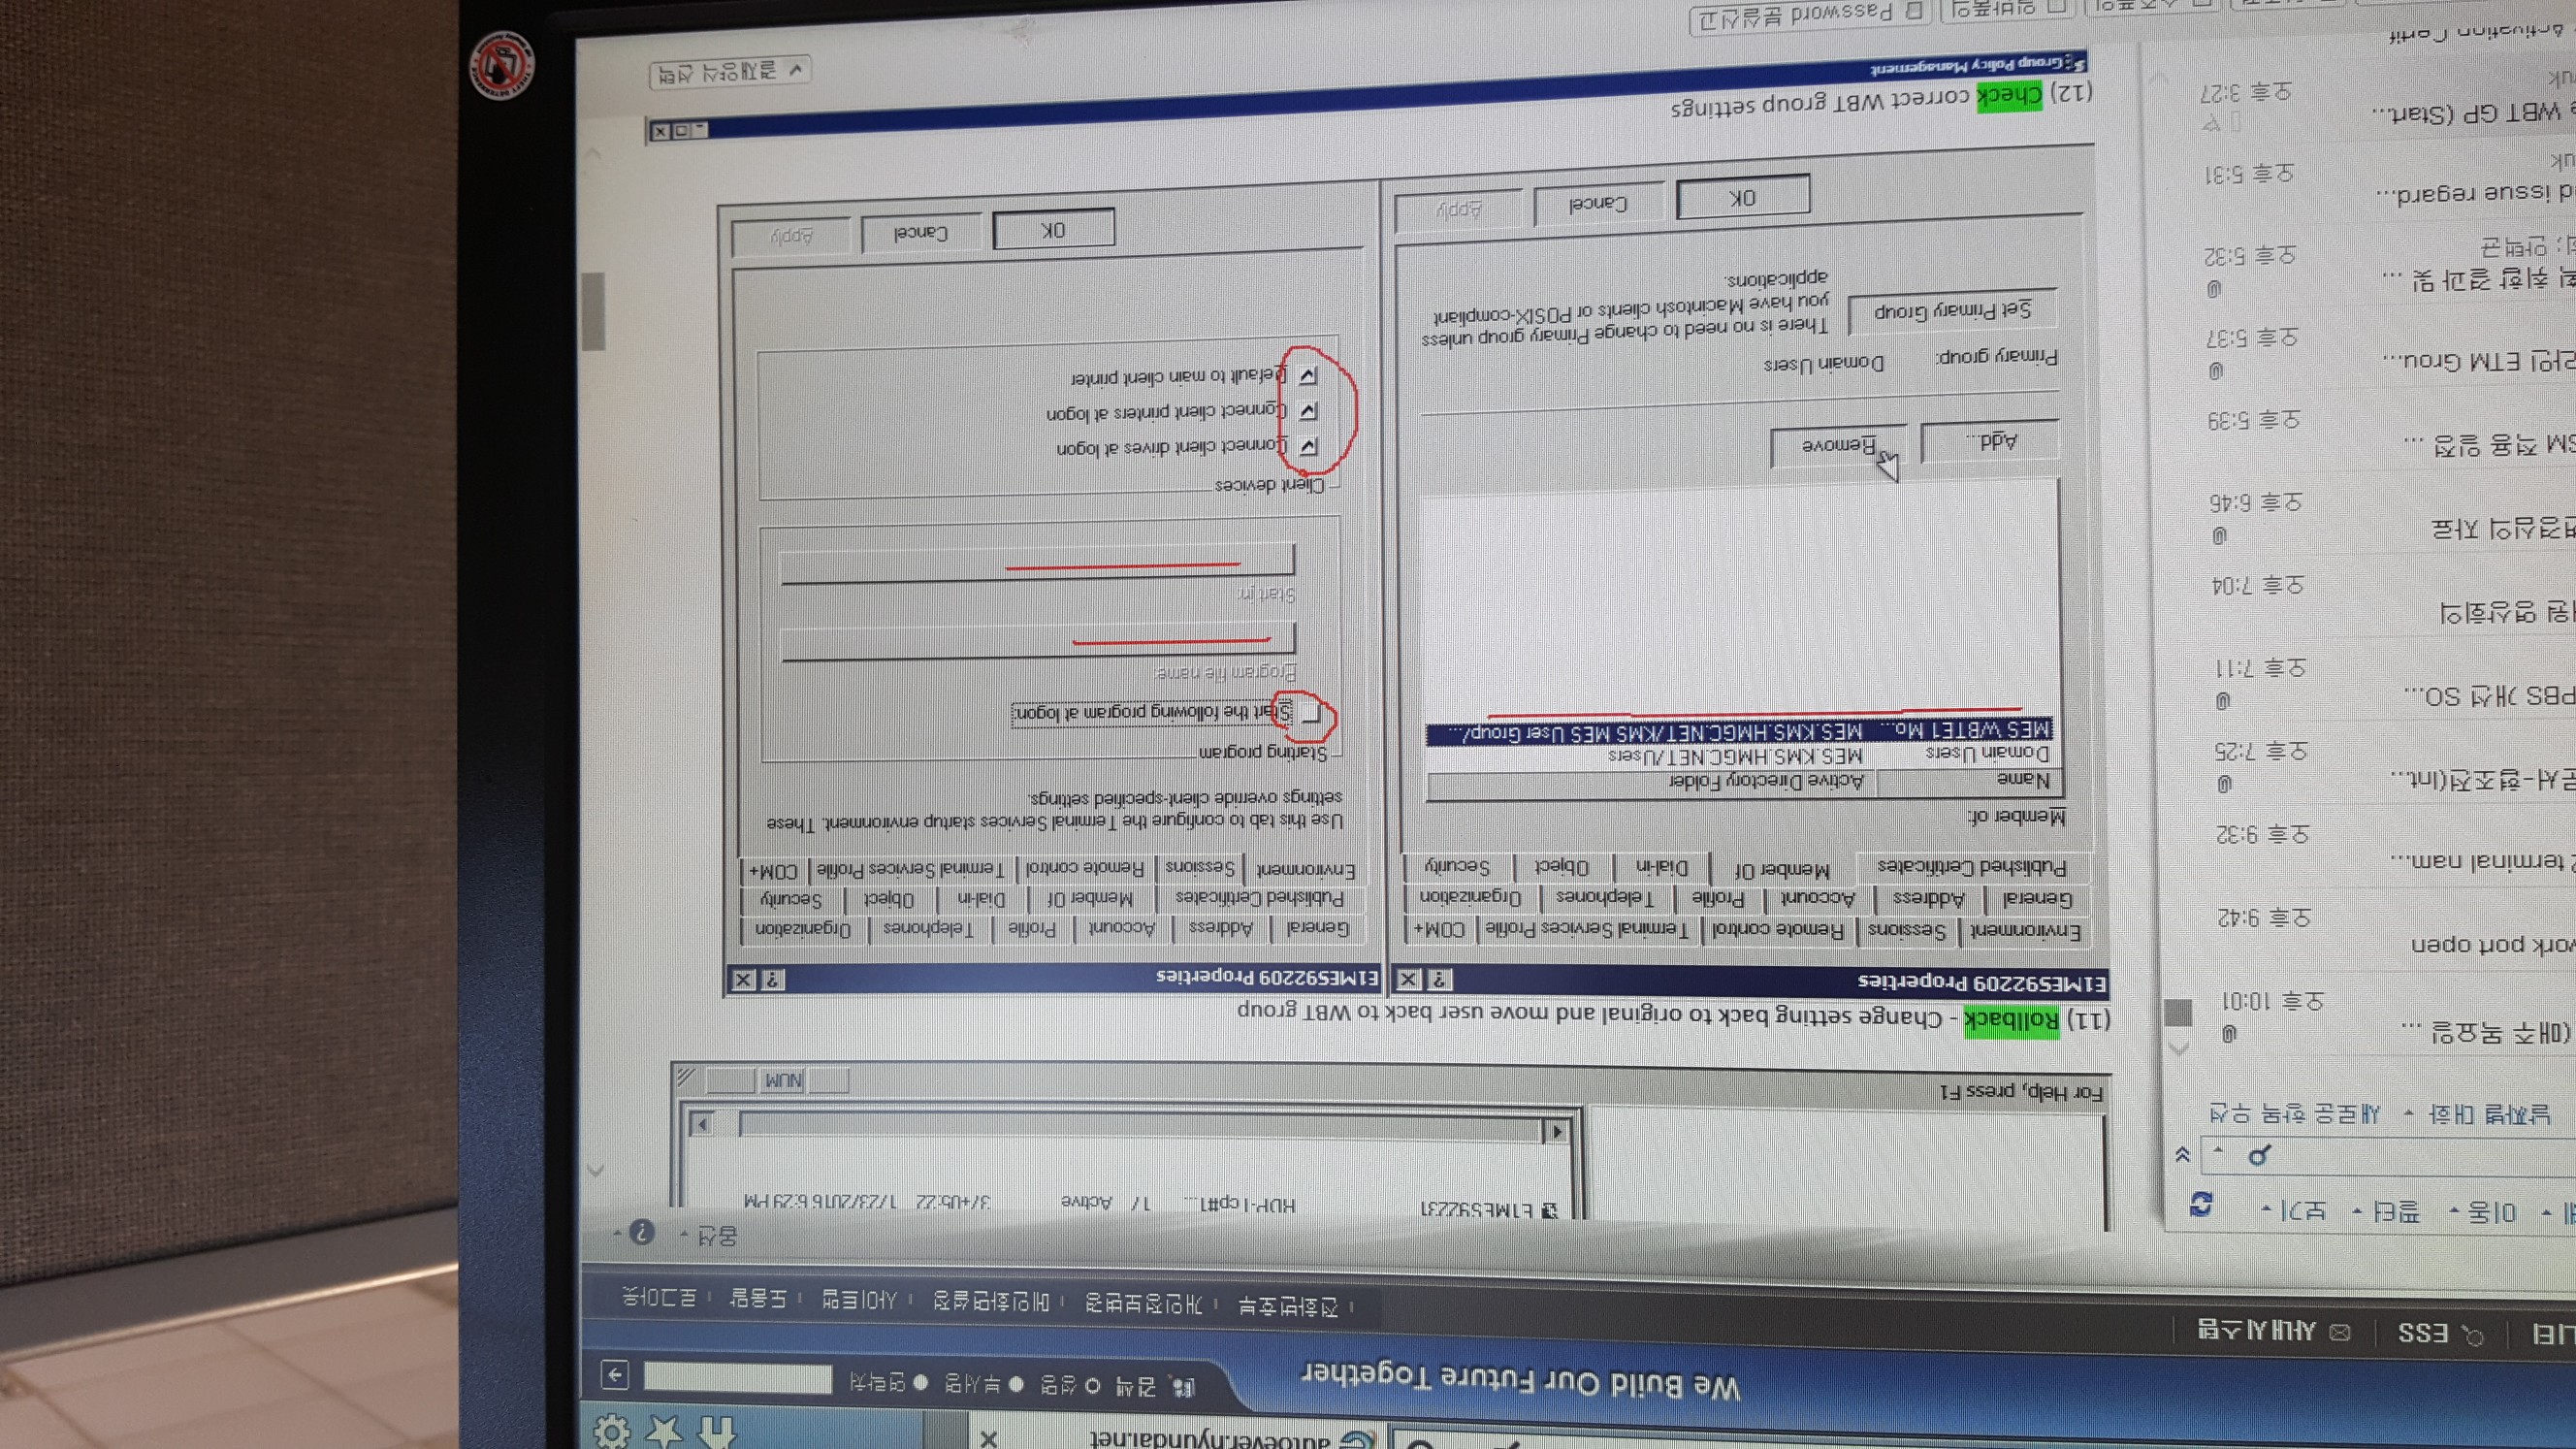 autoever.hyundai.net
We Build Our Future Together
검색 성명 부서명 연락처
ESS 사내시스템
전화번호부 개인정보변경 메인화면설정 사이트맵 도움말 로그아웃
옵션
이동 필터 보기
날짜별 대화 새로운 항목 우선
(매주 목요일 ...
오후 10:01
work port open
오후 9:42
terminal nam...
오후 9:32
문서-협조전(Int...
오후 7:25
PBS 개선 SO...
오후 7:11
영상회의
오후 7:04
변경심의 자료
오후 6:46
SM 적용 일정 ...
오후 5:39
라인 ETM Grou...
오후 5:37
취합 결과 및 ...
; 안택균
오후 5:32
ed issue regard...
uk
오후 5:31
WBT GP (Start...
uk
오후 3:27
Activation Certif
E1MES92231 RDP-Tcp#1... 17 Active 37+05:22 1/23/2016 6:29 PM
For Help, press F1
NUM
(11) Rollback - Change setting back to original and move user back to WBT group
E1MES92209 Properties
Environment Sessions Remote control Terminal Services Profile COM+
General Address Account Profile Telephones Organization
Published Certificates Member Of Dial-in Object Security
Member of:
Name Active Directory Folder
Domain Users MES.KMS.HMGC.NET/Users
MES WBTE1 Mo... MES.KMS.HMGC.NET/KMS MES User Group/...
Add... Remove
Primary group: Domain Users
Set Primary Group
There is no need to change Primary group unless
you have Macintosh clients or POSIX-compliant
applications.
OK Cancel Apply
E1MES92209 Properties
General Address Account Profile Telephones Organization
Published Certificates Member Of Dial-in Object Security
Environment Sessions Remote control Terminal Services Profile COM+
Use this tab to configure the Terminal Services startup environment. These
settings override client-specified settings.
Starting program
Start the following program at logon:
Program file name:
Start in:
Client devices
Connect client drives at logon
Connect client printers at logon
Default to main client printer
OK Cancel Apply
(12) Check correct WBT group settings
Group Policy Management
결재양식 선택
일반품의 Password 분실신고